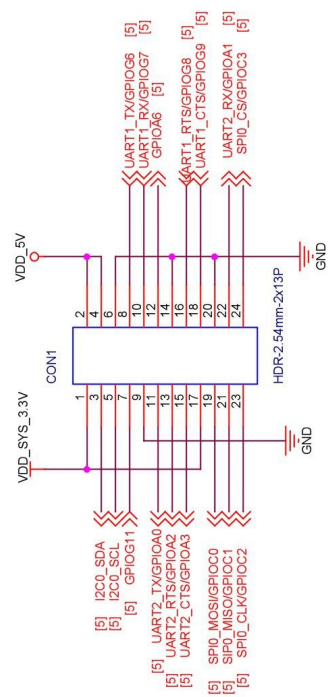 VDD_SYS_3.3V
VDD_5V
CON1
1
2
3
4
5
6
7
8
9
10
11
12
13
14
15
16
17
18
19
20
21
22
23
24
HDR-2.54mm-2x13P
[5] I2C0_SDA
[5] I2C0_SCL
[5] GPIOG11
[5] UART2_TX/GPIOA0
[5] UART2_RTS/GPIOA2
[5] UART2_CTS/GPIOA3
[5] SPI0_MOSI/GPIOC0
[5] SIP0_MISO/GPIOC1
[5] SPI0_CLK/GPIOC2
UART1_TX/GPIOG6 [5]
UART1_RX/GPIOG7 [5]
GPIOA6 [5]
UART1_RTS/GPIOG8 [5]
UART1_CTS/GPIOG9 [5]
UART2_RX/GPIOA1 [5]
SPI0_CS/GPIOC3 [5]
GND
GND